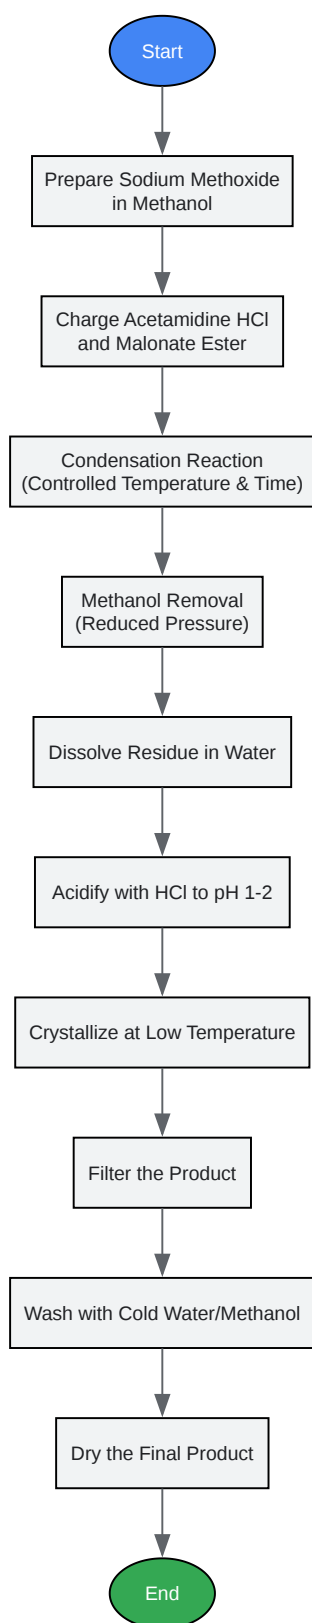 Start
Prepare Sodium Methoxide
in Methanol
Charge Acetamidine HCl
and Malonate Ester
Condensation Reaction
(Controlled Temperature & Time)
Methanol Removal
(Reduced Pressure)
Dissolve Residue in Water
Acidify with HCl to pH 1-2
Crystallize at Low Temperature
Filter the Product
Wash with Cold Water/Methanol
Dry the Final Product
End